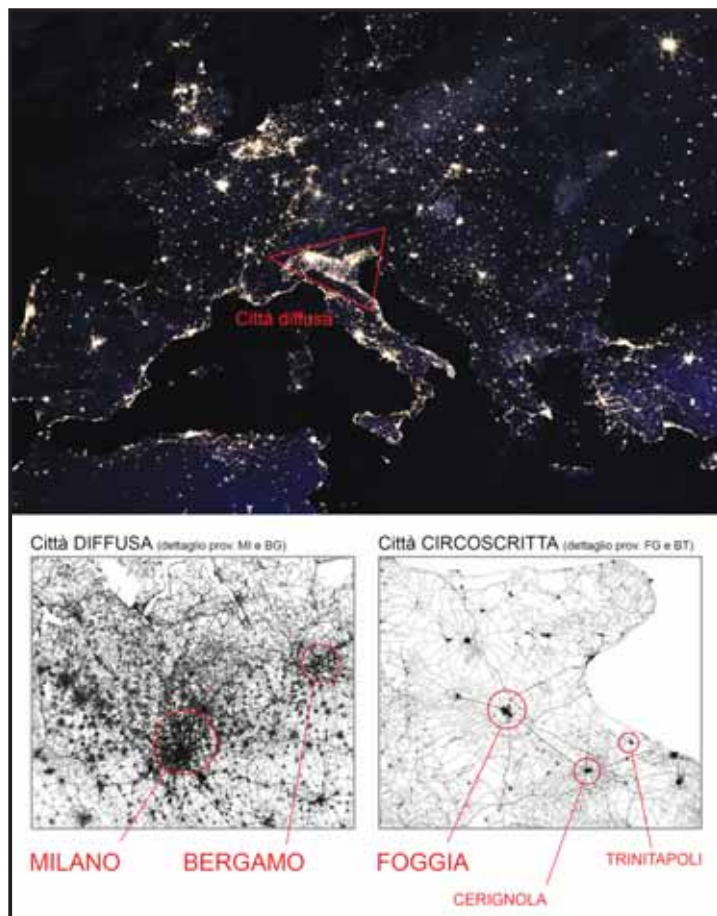 Città diffusa
Città DIFFUSA (dettaglio prov. MI e BG)
Città CIRCOSCRITTA (dettaglio prov. FG e BT)
MILANO
BERGAMO
FOGGIA
TRINITAPOLI
CERIGNOLA